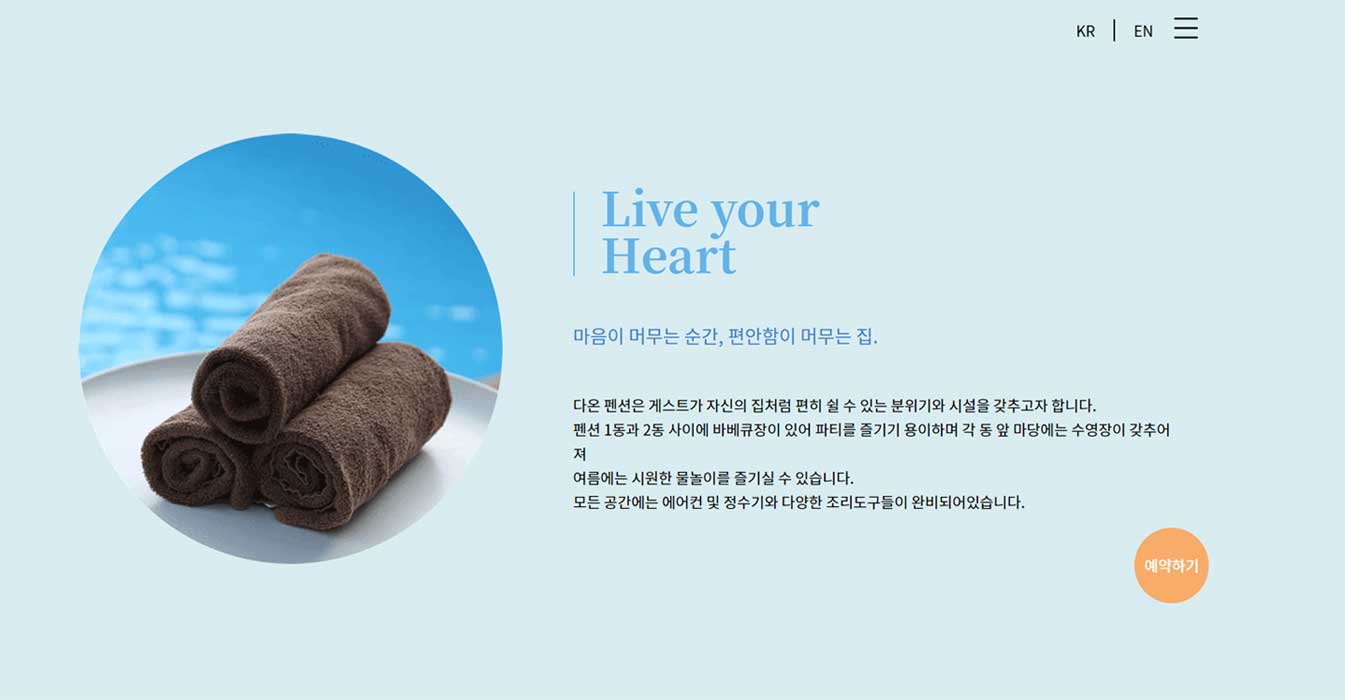 KR | EN
Live your
Heart
마음이 머무는 순간, 편안함이 머무는 집.
다온 펜션은 게스트가 자신의 집처럼 편히 쉴 수 있는 분위기와 시설을 갖추고자 합니다.
펜션 1동과 2동 사이에 바베큐장이 있어 파티를 즐기기 용이하며 각 동 앞 마당에는 수영장이 갖추어
져
여름에는 시원한 물놀이를 즐기실 수 있습니다.
모든 공간에는 에어컨 및 정수기와 다양한 조리도구들이 완비되어있습니다.
예약하기